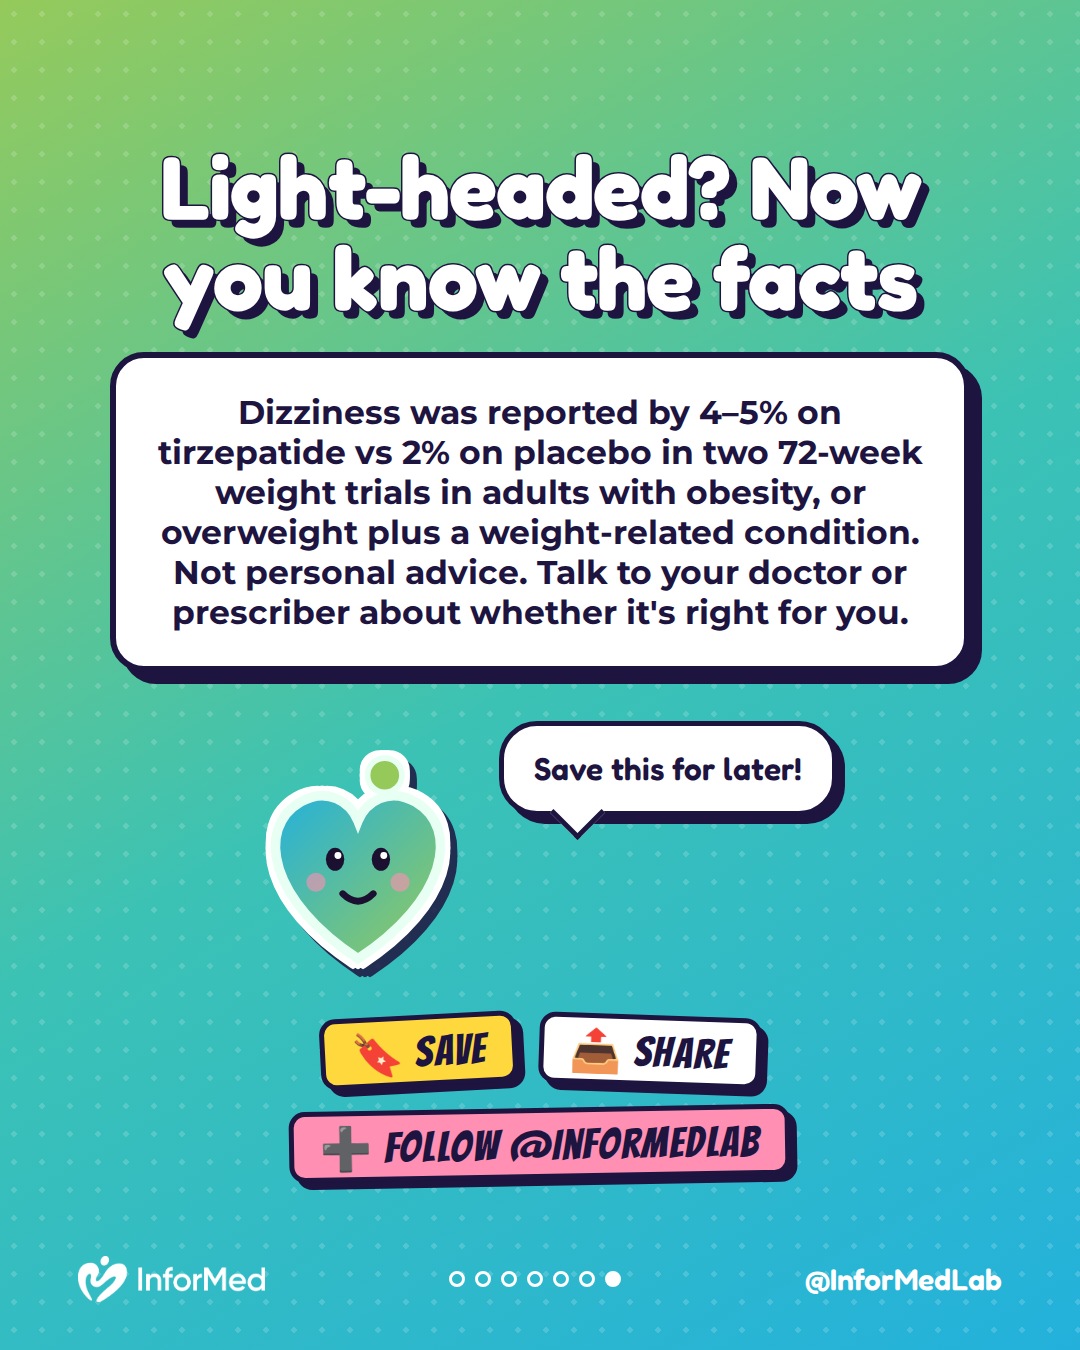 Light-headed? Now
you know the facts
Dizziness was reported by 4–5% on
tirzepatide vs 2% on placebo in two 72-week
weight trials in adults with obesity, or
overweight plus a weight-related condition.
Not personal advice. Talk to your doctor or
prescriber about whether it's right for you.
Save this for later!
SAVE
SHARE
FOLLOW @INFORMEDLAB
InforMed
@InforMedLab